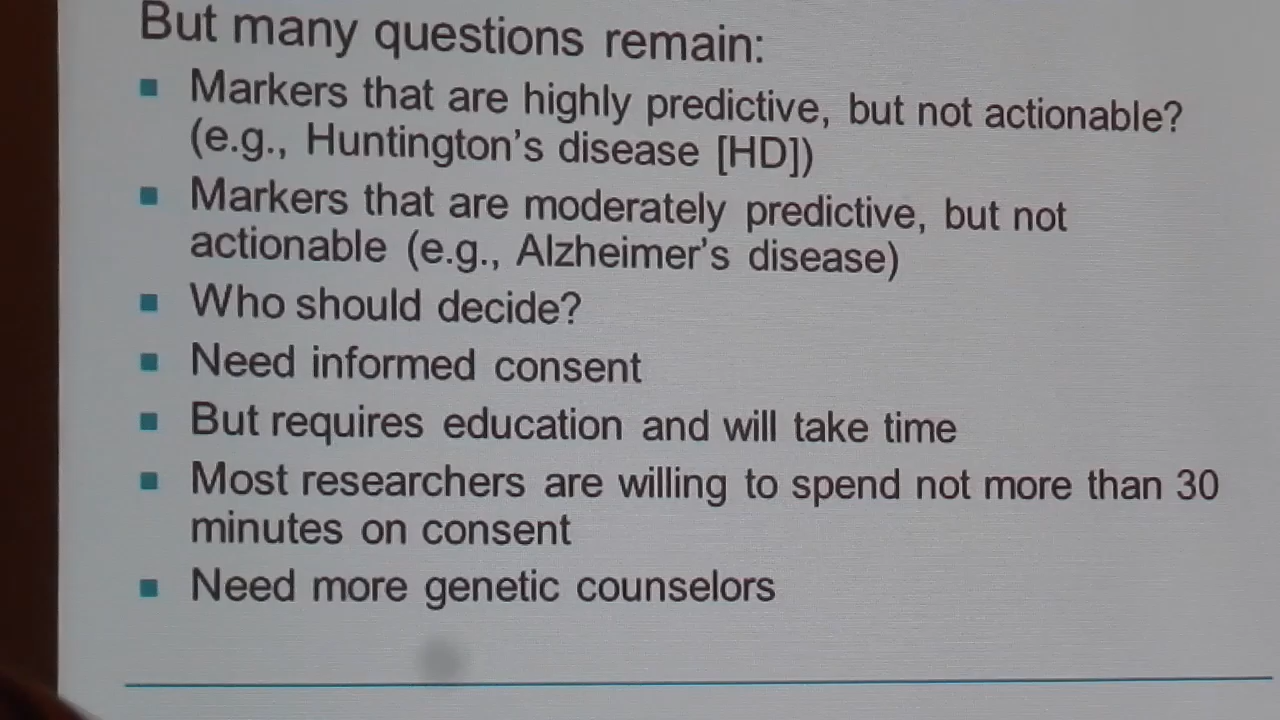 But many questions remain:
Markers that are highly predictive, but not actionable?
(e.g., Huntington's disease [HD])
Markers that are moderately predictive, but not
actionable (e.g., Alzheimer's disease)
Who should decide?
Need informed consent
But requires education and will take time
Most researchers are willing to spend not more than 30
minutes on consent
Need more genetic counselors